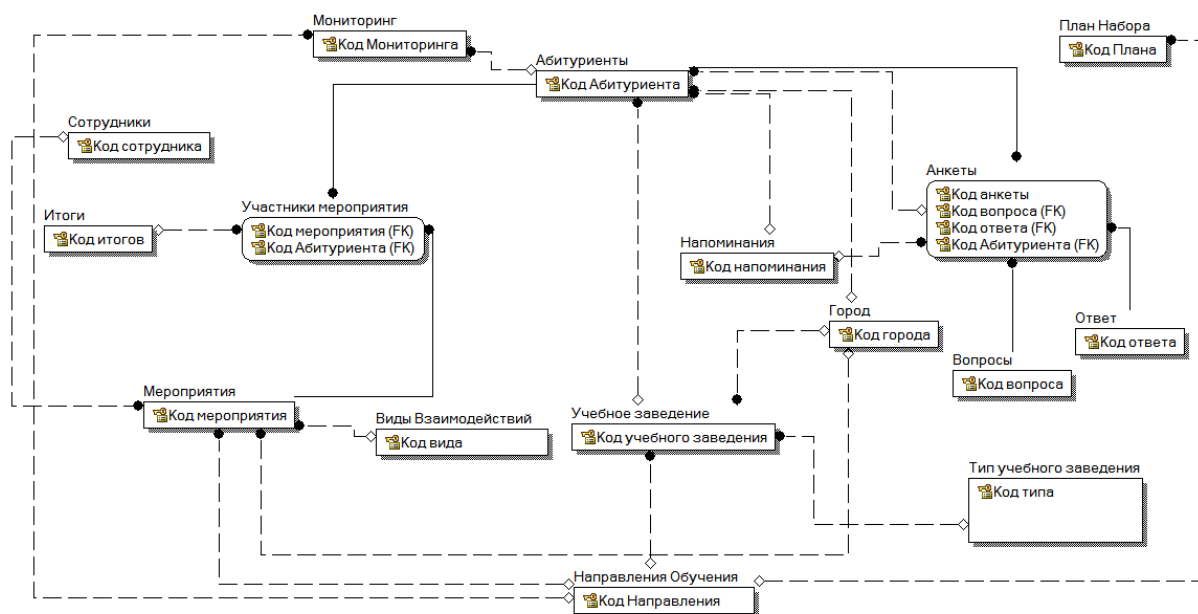 Мониторинг
Код Мониторинга
План Набора
Код Плана
Абитуриенты
Код Абитуриента
Сотрудники
Код сотрудника
Анкеты
Код анкеты
Код вопроса (FK)
Код ответа (FK)
Код Абитуриента (FK)
Итоги
Код итогов
Участники мероприятия
Код мероприятия (FK)
Код Абитуриента (FK)
Напоминания
Код напоминания
Город
Код города
Ответ
Код ответа
Вопросы
Код вопроса
Мероприятия
Код мероприятия
Виды Взаимодействий
Код вида
Учебное заведение
Код учебного заведения
Тип учебного заведения
Код типа
Направления Обучения
Код Направления